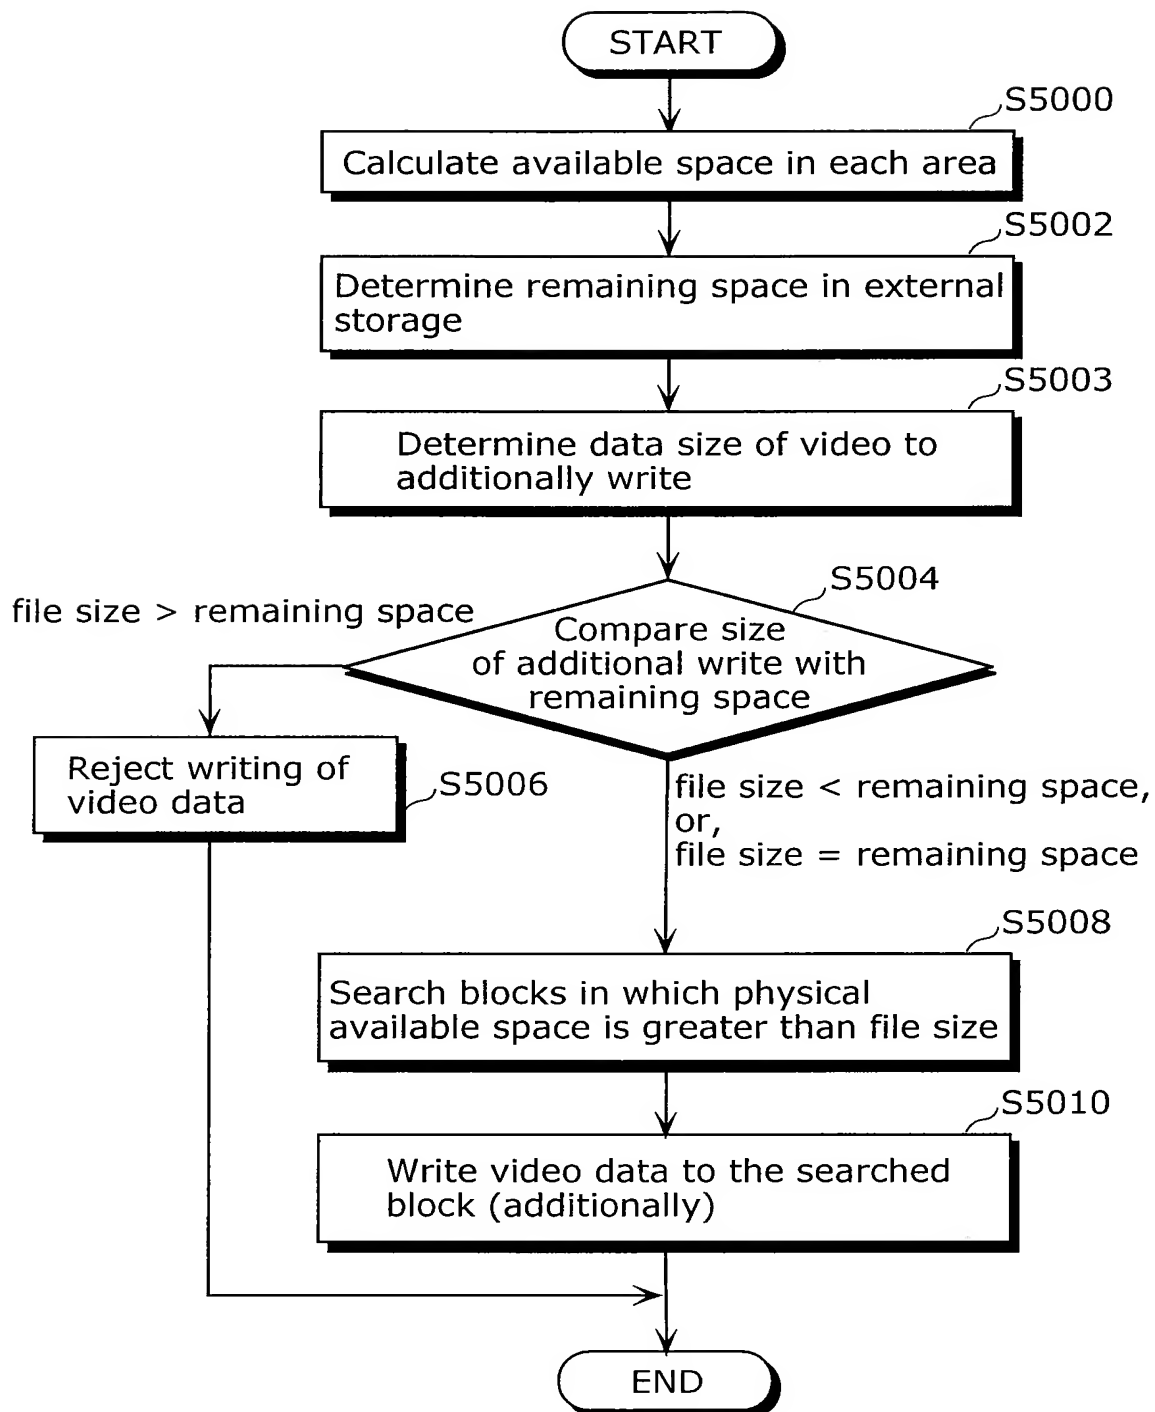 START
S5000
Calculate available space in each area
S5002
Determine remaining space in external
storage
S5003
Determine data size of video to
additionally write
S5004
file size > remaining space
Compare size
of additional write with
remaining space
Reject writing of
video data
S5006
file size < remaining space,
or,
file size = remaining space
S5008
Search blocks in which physical
available space is greater than file size
S5010
Write video data to the searched
block (additionally)
END